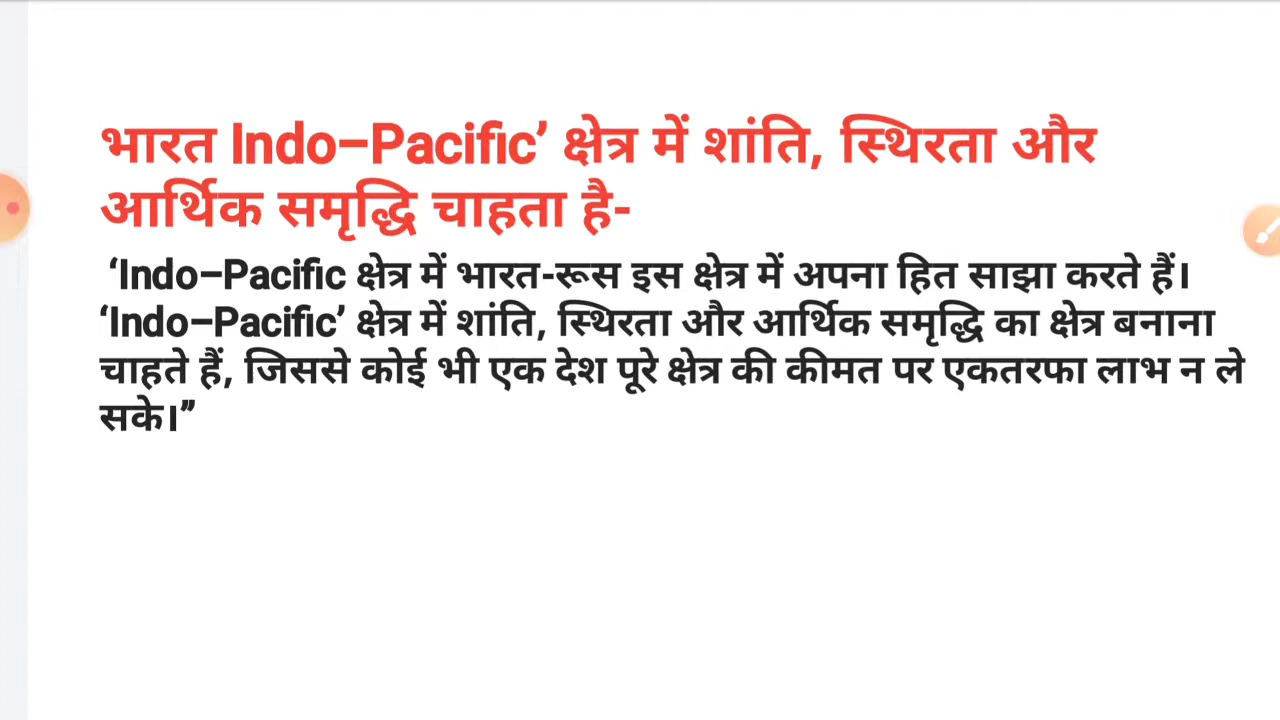 भारत Indo–Pacific’ क्षेत्र में शांति, स्थिरता और
आर्थिक समृद्धि चाहता है-
‘Indo–Pacific क्षेत्र में भारत-रूस इस क्षेत्र में अपना हित साझा करते हैं।
‘Indo–Pacific’ क्षेत्र में शांति, स्थिरता और आर्थिक समृद्धि का क्षेत्र बनाना
चाहते हैं, जिससे कोई भी एक देश पूरे क्षेत्र की कीमत पर एकतरफा लाभ न ले
सके।”